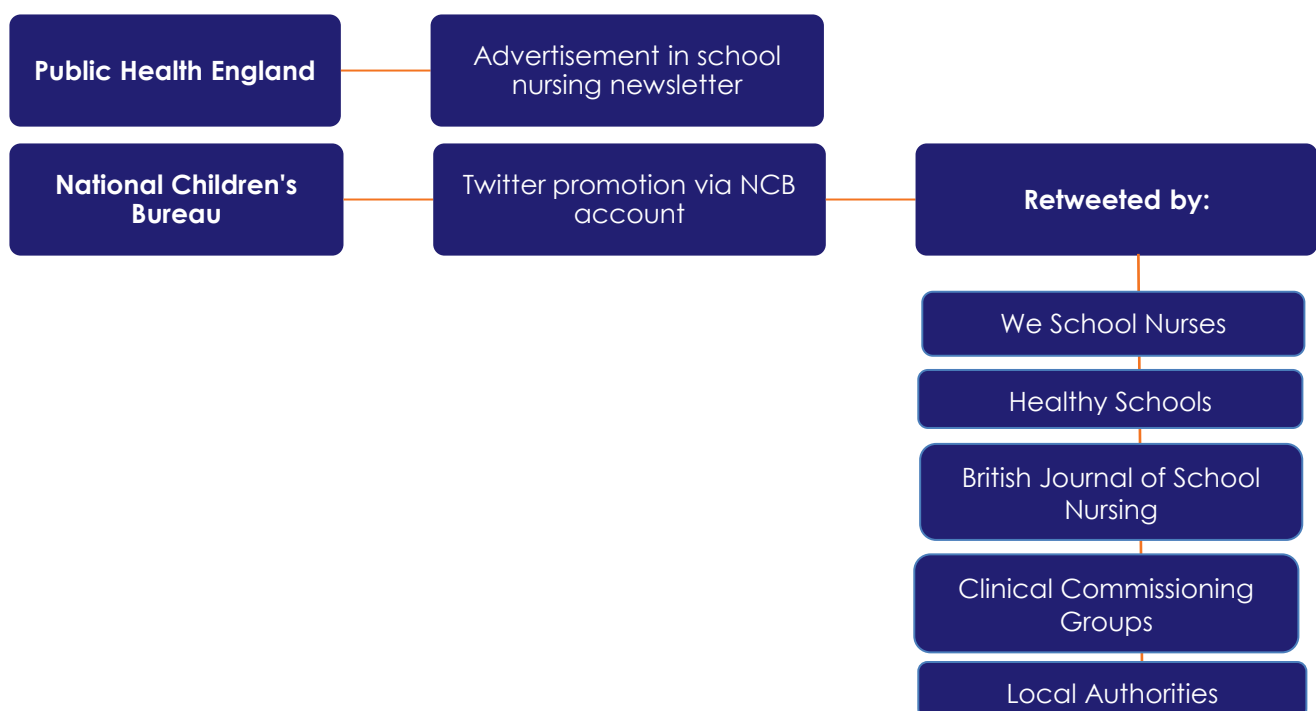 Public Health England
Advertisement in school
nursing newsletter
National Children's
Bureau
Twitter promotion via NCB
account
Retweeted by:
We School Nurses
Healthy Schools
British Journal of School
Nursing
Clinical Commissioning
Groups
Local Authorities